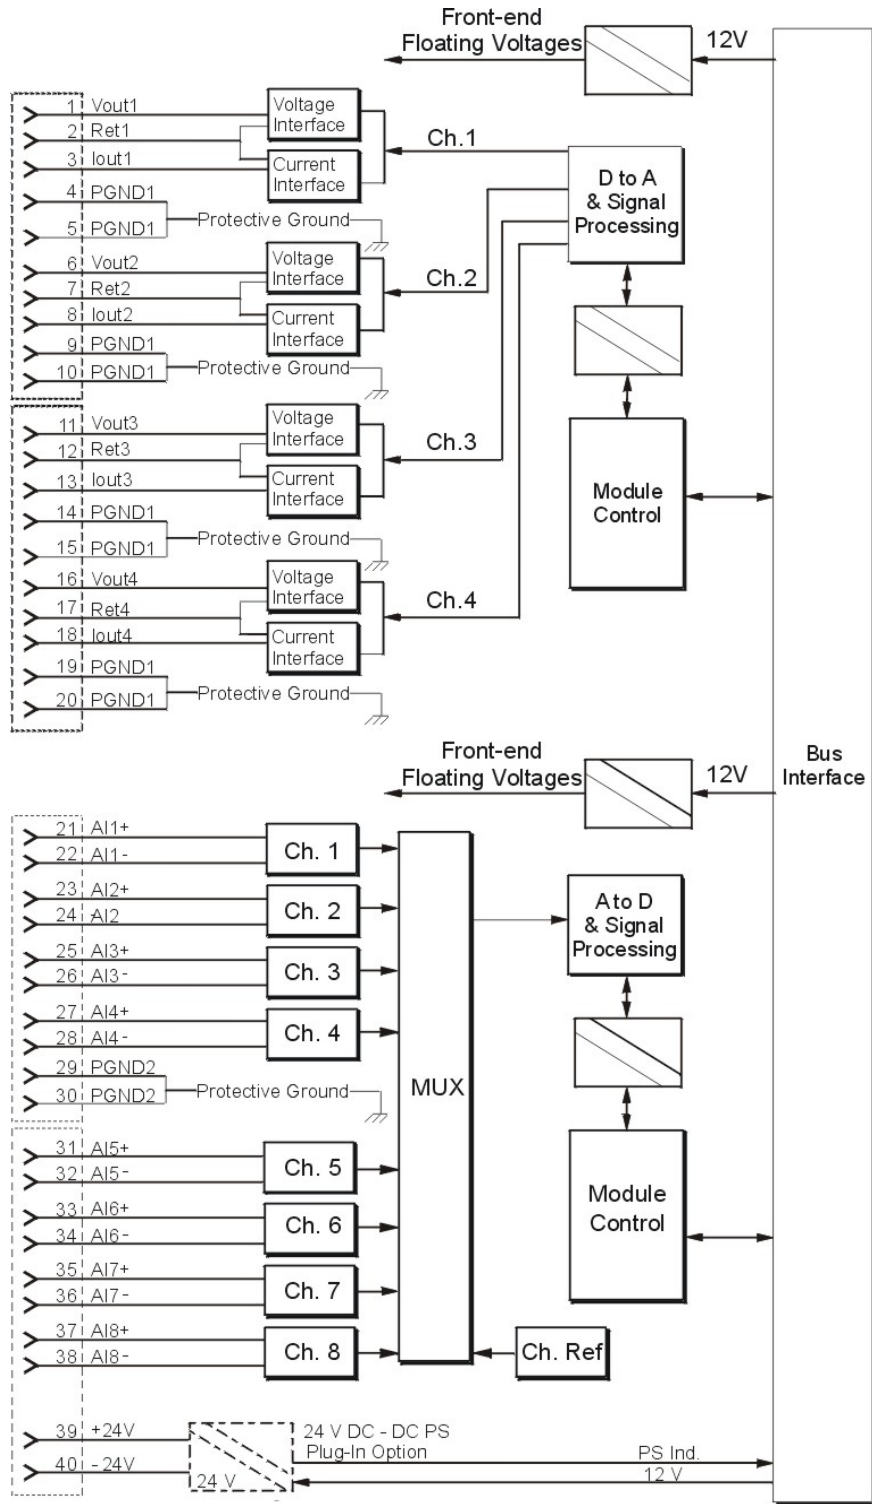 Front-end
Floating Voltages
12V
1 Vout1
2 Ret1
3 Iout1
4 PGND1
5 PGND1
Voltage
Interface
Current
Interface
Protective Ground
Ch.1
D to A
& Signal
Processing
6 Vout2
7 Ret2
8 Iout2
9 PGND1
10 PGND1
Voltage
Interface
Current
Interface
Protective Ground
Ch.2
11 Vout3
12 Ret3
13 Iout3
14 PGND1
15 PGND1
Voltage
Interface
Current
Interface
Protective Ground
Ch.3
Module
Control
16 Vout4
17 Ret4
18 Iout4
19 PGND1
20 PGND1
Voltage
Interface
Current
Interface
Protective Ground
Ch.4
Bus
Interface
Front-end
Floating Voltages
12V
21 AI1+
22 AI1-
Ch. 1
23 AI2+
24 AI2
Ch. 2
25 AI3+
26 AI3-
Ch. 3
27 AI4+
28 AI4-
Ch. 4
29 PGND2
30 PGND2
Protective Ground
MUX
A to D
& Signal
Processing
31 AI5+
32 AI5-
Ch. 5
33 AI6+
34 AI6-
Ch. 6
35 AI7+
36 AI7-
Ch. 7
37 AI8+
38 AI8-
Ch. 8
Module
Control
Ch. Ref
39 +24V
40 -24V
24 V
24 V DC - DC PS
Plug-In Option
PS Ind.
12 V